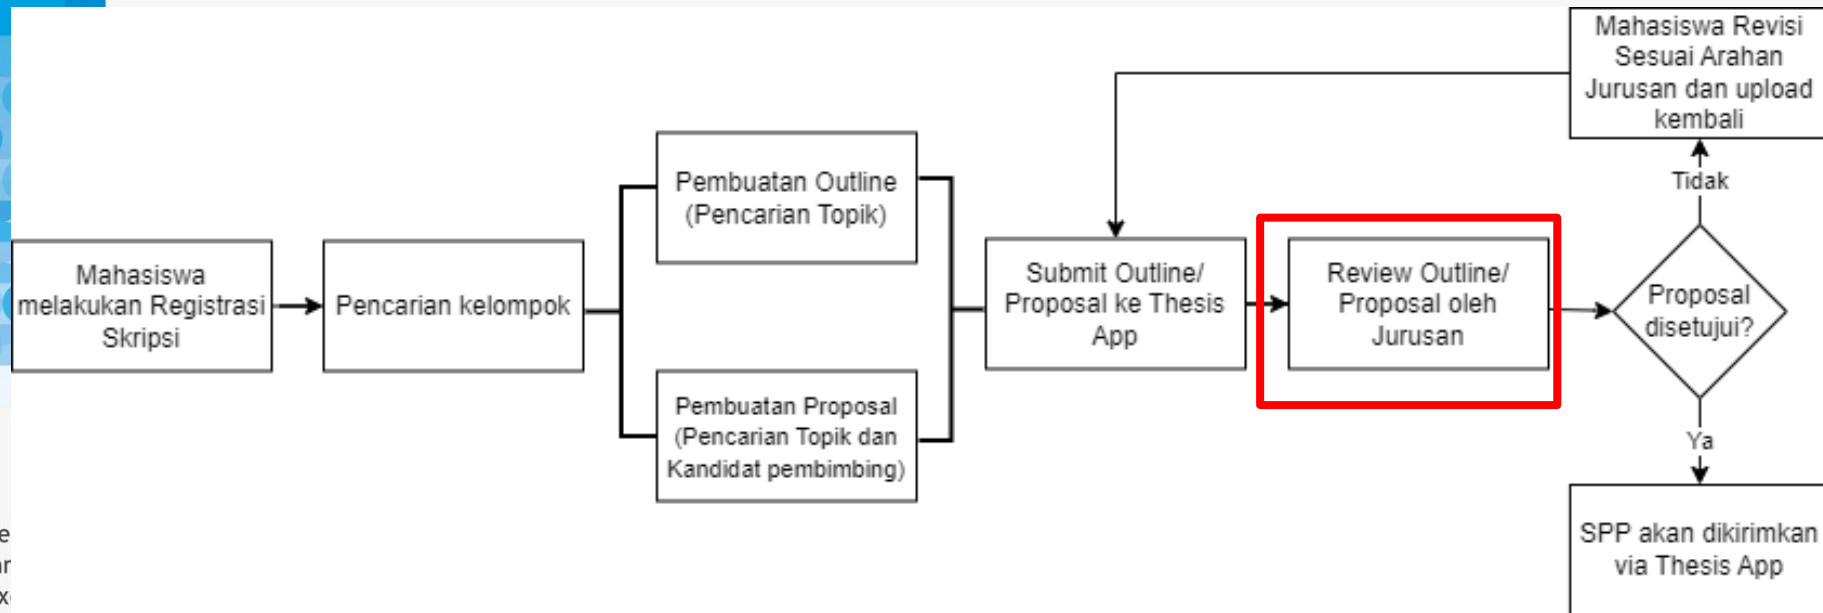 Mahasiswa
melakukan Registrasi
Skripsi
Pencarian kelompok
Pembuatan Outline
(Pencarian Topik)
Pembuatan Proposal
(Pencarian Topik dan
Kandidat pembimbing)
Submit Outline/
Proposal ke Thesis
App
Review Outline/
Proposal oleh
Jurusan
Proposal
disetujui?
Tidak
Mahasiswa Revisi
Sesuai Arahan
Jurusan dan upload
kembali
Ya
SPP akan dikirimkan
via Thesis App